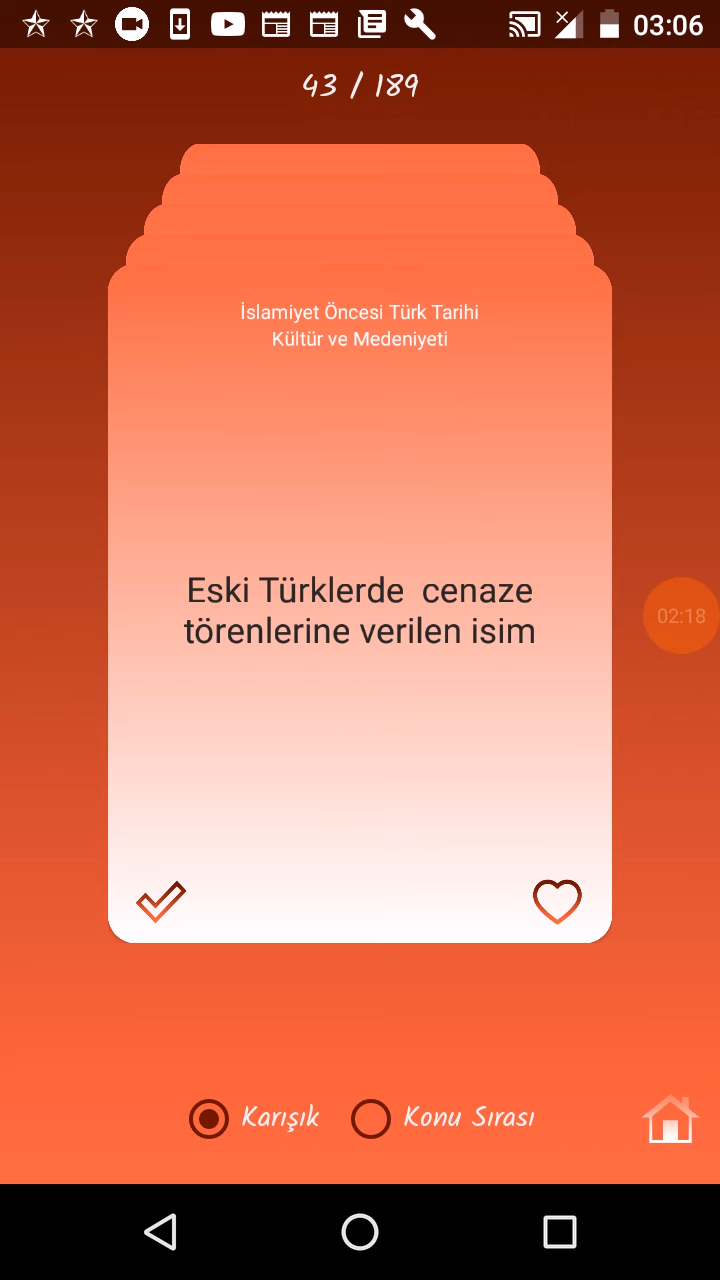 03:06
43 / 189
İslamiyet Öncesi Türk Tarihi
Kültür ve Medeniyeti
Eski Türklerde  cenaze
törenlerine verilen isim
02:18
Karışık
Konu Sırası